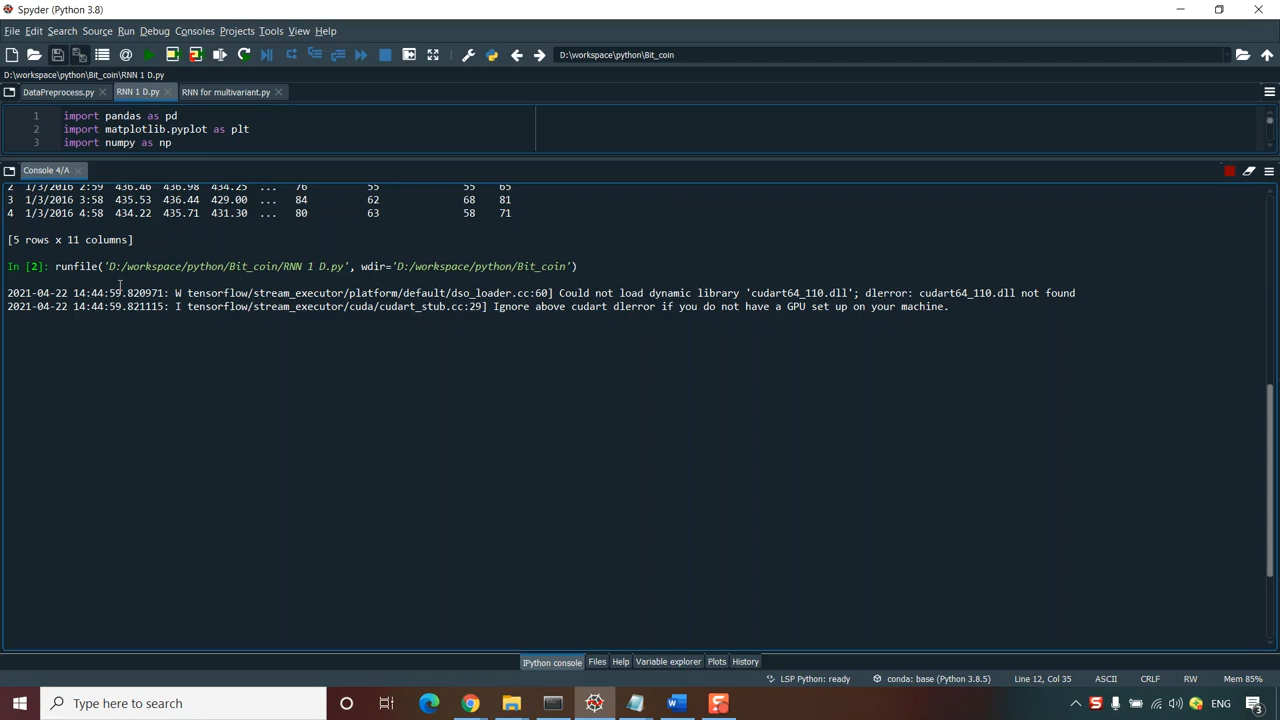 Spyder (Python 3.8)
File Edit Search Source Run Debug Consoles Projects Tools View Help
D:\workspace\python\Bit_coin
D:\workspace\python\Bit_coin\RNN 1 D.py
DataPreprocess.py RNN 1 D.py RNN for multivariant.py
1 import pandas as pd
2 import matplotlib.pyplot as plt
3 import numpy as np
Console 4/A
2 1/3/2016 2:59 436.46 436.98 434.25 ... 76 55 55 65
3 1/3/2016 3:58 435.53 436.44 429.00 ... 84 62 68 81
4 1/3/2016 4:58 434.22 435.71 431.30 ... 80 63 58 71
[5 rows x 11 columns]
In [2]: runfile('D:/workspace/python/Bit_coin/RNN 1 D.py', wdir='D:/workspace/python/Bit_coin')
2021-04-22 14:44:59.820971: W tensorflow/stream_executor/platform/default/dso_loader.cc:60] Could not load dynamic library 'cudart64_110.dll'; dlerror: cudart64_110.dll not found
2021-04-22 14:44:59.821115: I tensorflow/stream_executor/cuda/cudart_stub.cc:29] Ignore above cudart dlerror if you do not have a GPU set up on your machine.
IPython console Files Help Variable explorer Plots History
LSP Python: ready conda: base (Python 3.8.5) Line 12, Col 35 ASCII CRLF RW Mem 85%
Type here to search
ENG
3